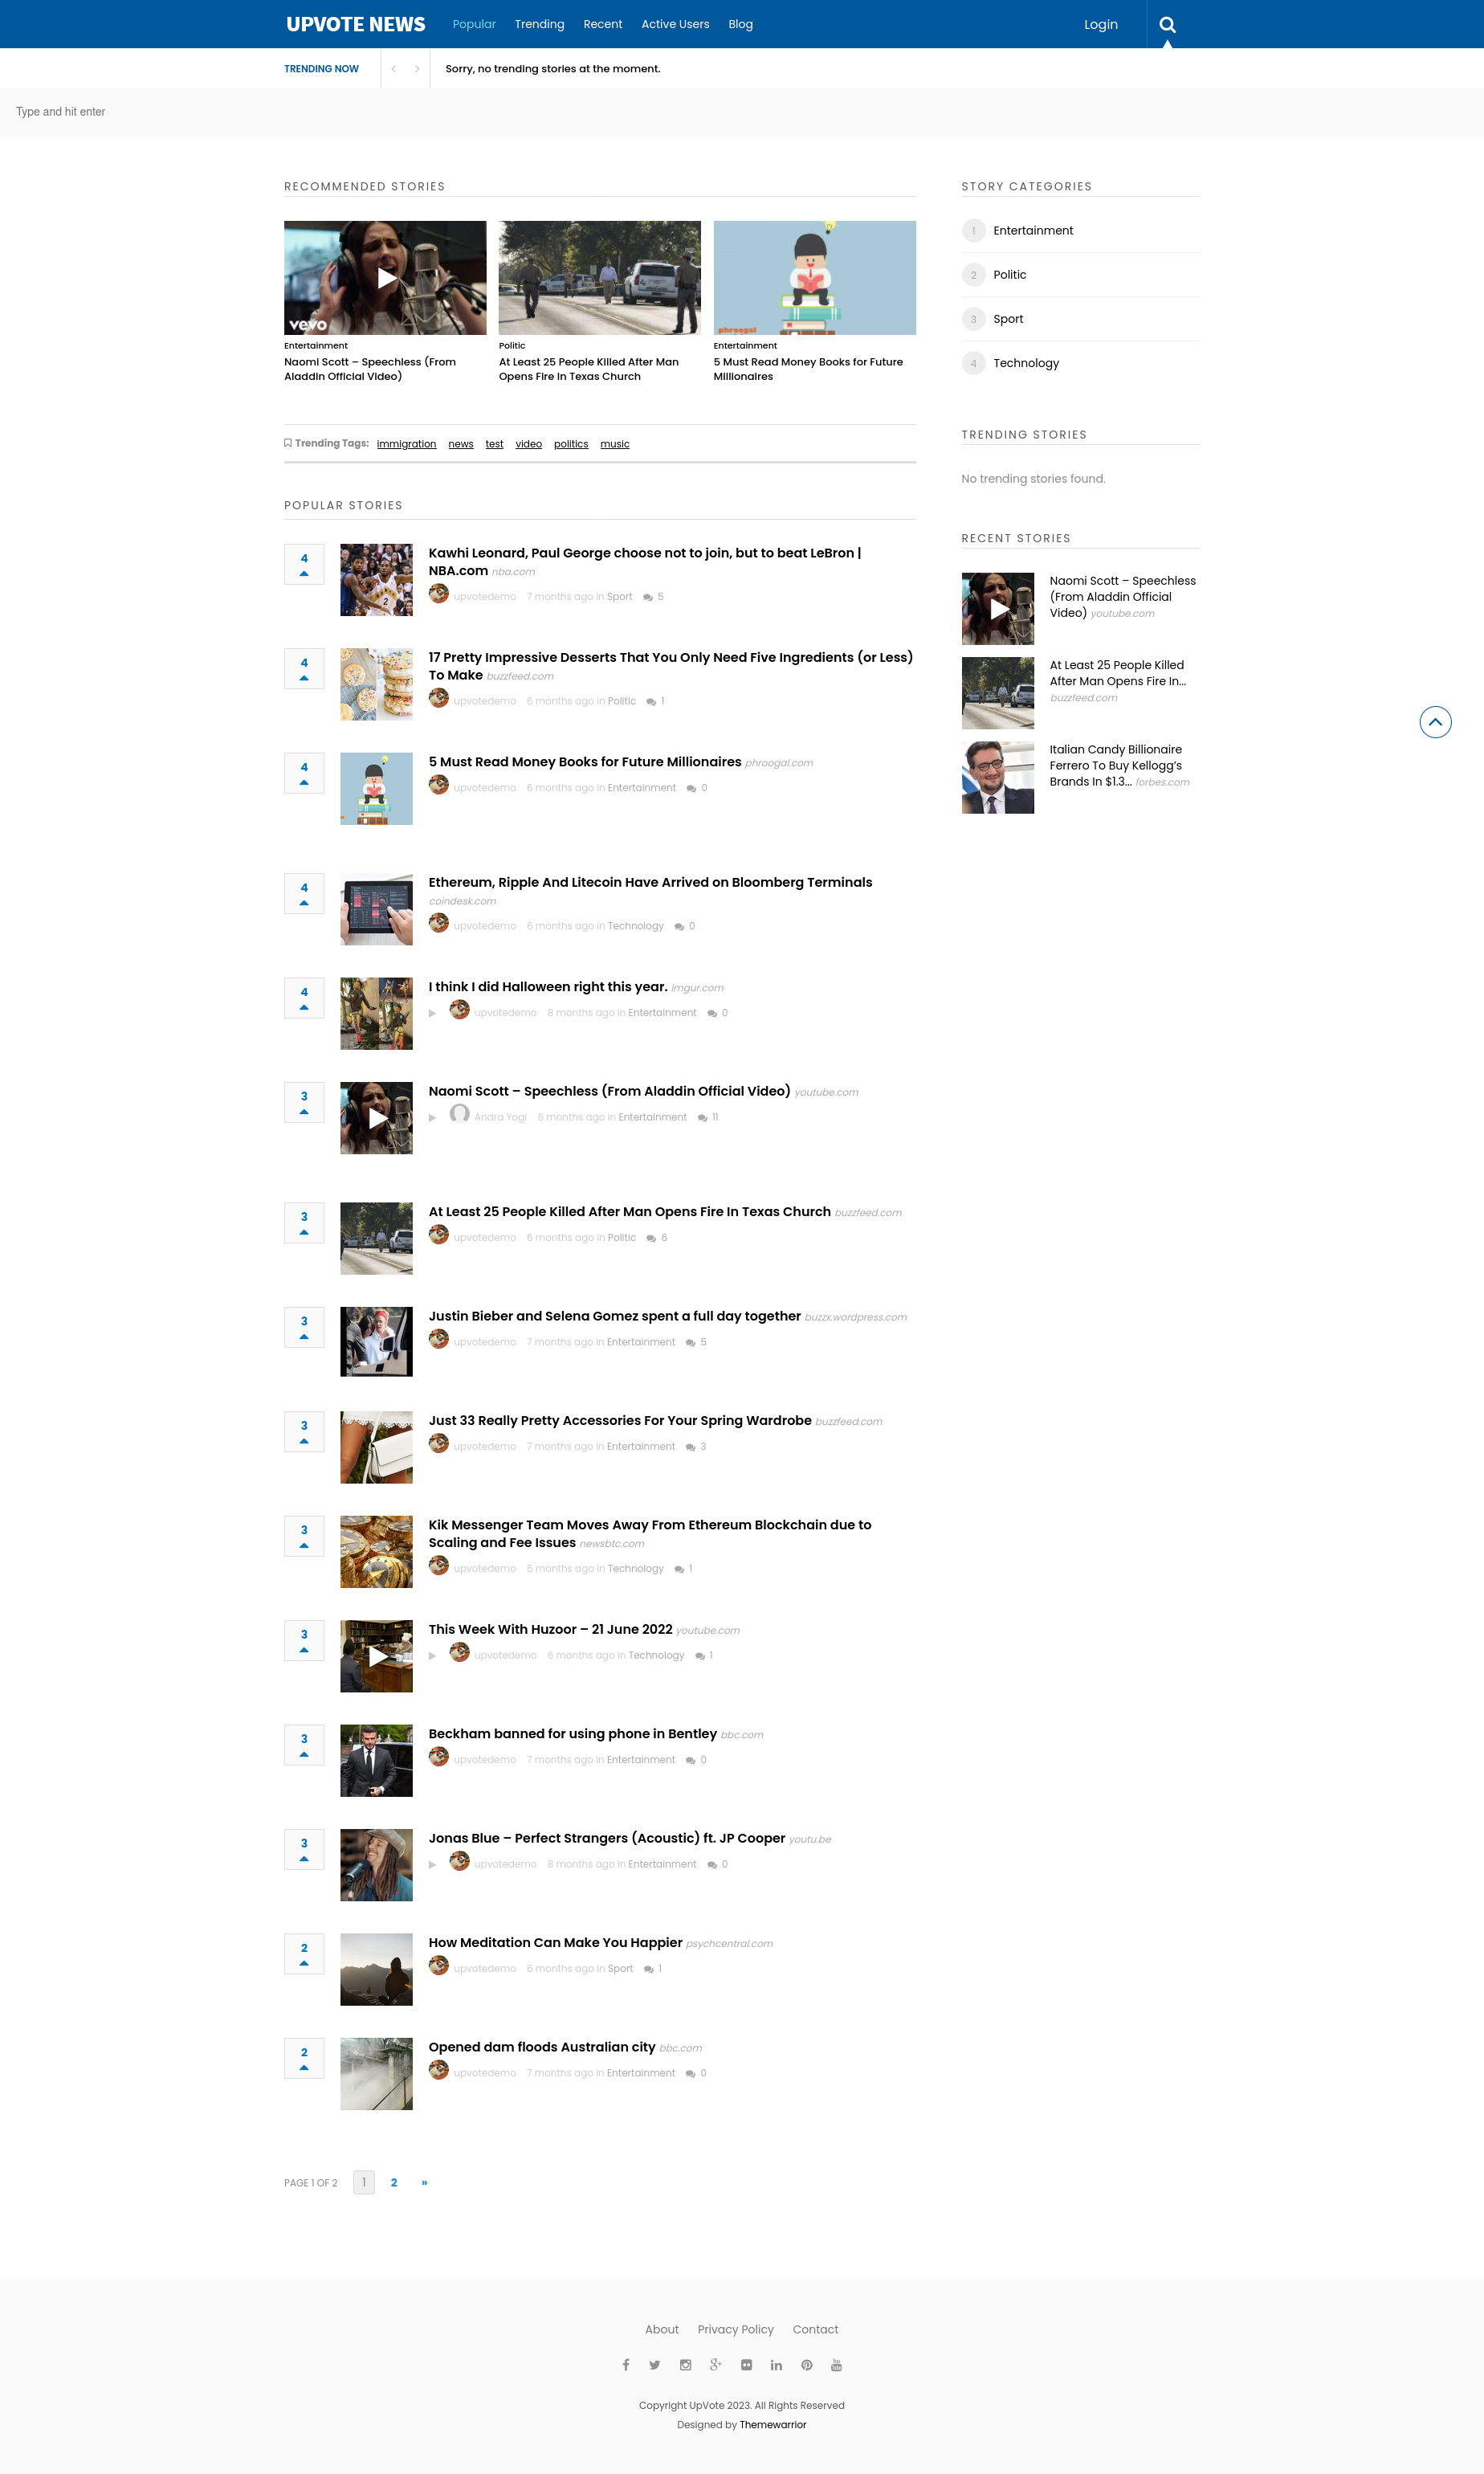 UPVOTE NEWS Popular Trending Recent Active Users Blog Login
TRENDING NOW Sorry, no trending stories at the moment.
Type and hit enter
RECOMMENDED STORIES
vevo
Entertainment
Naomi Scott – Speechless (From
Aladdin Official Video)
Politic
At Least 25 People Killed After Man
Opens Fire In Texas Church
phroogal
Entertainment
5 Must Read Money Books for Future
Millionaires
Trending Tags: immigration news test video politics music
POPULAR STORIES
4
Kawhi Leonard, Paul George choose not to join, but to beat LeBron |
NBA.com nba.com
upvotedemo 7 months ago in Sport 5
4
17 Pretty Impressive Desserts That You Only Need Five Ingredients (or Less)
To Make buzzfeed.com
upvotedemo 6 months ago in Politic 1
4
5 Must Read Money Books for Future Millionaires phroogal.com
upvotedemo 6 months ago in Entertainment 0
4
Ethereum, Ripple And Litecoin Have Arrived on Bloomberg Terminals
coindesk.com
upvotedemo 6 months ago in Technology 0
4
I think I did Halloween right this year. imgur.com
upvotedemo 8 months ago in Entertainment 0
3
Naomi Scott – Speechless (From Aladdin Official Video) youtube.com
Andra Yogi 6 months ago in Entertainment 11
3
At Least 25 People Killed After Man Opens Fire In Texas Church buzzfeed.com
upvotedemo 6 months ago in Politic 6
3
Justin Bieber and Selena Gomez spent a full day together buzzx.wordpress.com
upvotedemo 7 months ago in Entertainment 5
3
Just 33 Really Pretty Accessories For Your Spring Wardrobe buzzfeed.com
upvotedemo 7 months ago in Entertainment 3
3
Kik Messenger Team Moves Away From Ethereum Blockchain due to
Scaling and Fee Issues newsbtc.com
upvotedemo 6 months ago in Technology 1
3
This Week With Huzoor – 21 June 2022 youtube.com
upvotedemo 6 months ago in Technology 1
3
Beckham banned for using phone in Bentley bbc.com
upvotedemo 7 months ago in Entertainment 0
3
Jonas Blue – Perfect Strangers (Acoustic) ft. JP Cooper youtu.be
upvotedemo 8 months ago in Entertainment 0
2
How Meditation Can Make You Happier psychcentral.com
upvotedemo 6 months ago in Sport 1
2
Opened dam floods Australian city bbc.com
upvotedemo 7 months ago in Entertainment 0
PAGE 1 OF 2 1 2 »
STORY CATEGORIES
1 Entertainment
2 Politic
3 Sport
4 Technology
TRENDING STORIES
No trending stories found.
RECENT STORIES
Naomi Scott – Speechless
(From Aladdin Official
Video) youtube.com
At Least 25 People Killed
After Man Opens Fire In...
buzzfeed.com
Italian Candy Billionaire
Ferrero To Buy Kellogg's
Brands In $1.3... forbes.com
About Privacy Policy Contact
Copyright UpVote 2023. All Rights Reserved
Designed by Themewarrior